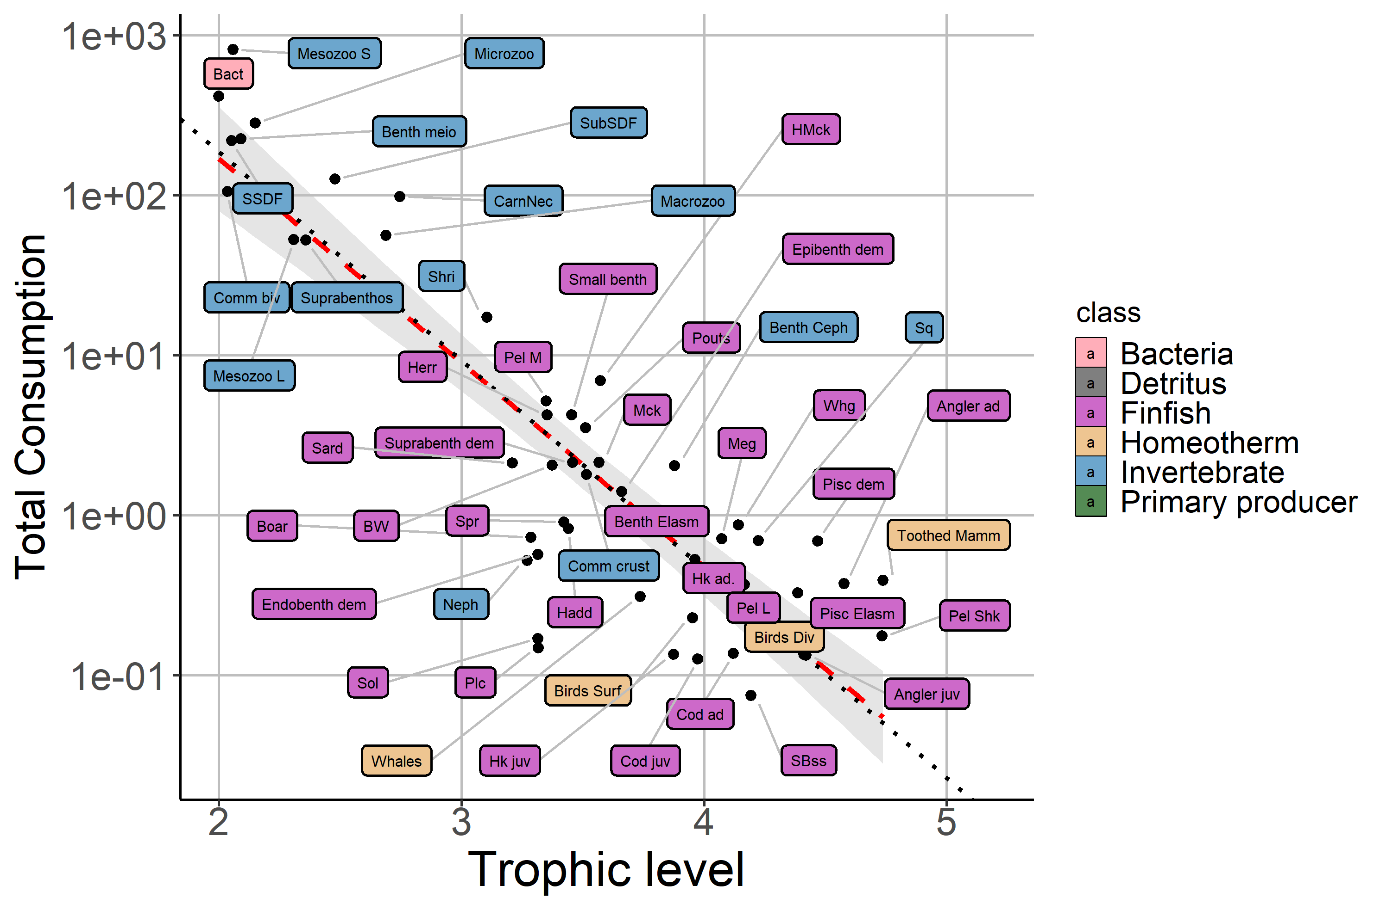 1e+03
1e+02
1e+01
1e+00
1e-01
Total Consumption
Mesozoo S
Microzoo
Bact
Benth meio
SubSDF
HMck
SSDF
CarnNec
Macrozoo
Epibenth dem
Shri
Small benth
Comm biv
Suprabenthos
Benth Ceph
Sq
Pouts
Mesozoo L
Herr
Pel M
Mck
Whg
Angler ad
Sard
Suprabenth dem
Meg
Pisc dem
Boar
BW
Spr
Benth Elasm
Toothed Mamm
Comm crust
Hk ad.
Endobenth dem
Neph
Hadd
Pel L
Pisc Elasm
Pel Shk
Birds Div
Sol
Plc
Birds Surf
Angler juv
Cod ad
Whales
Hk juv
Cod juv
SBss
2
3
4
5
Trophic level
class
a Bacteria
a Detritus
a Finfish
a Homeotherm
a Invertebrate
a Primary producer